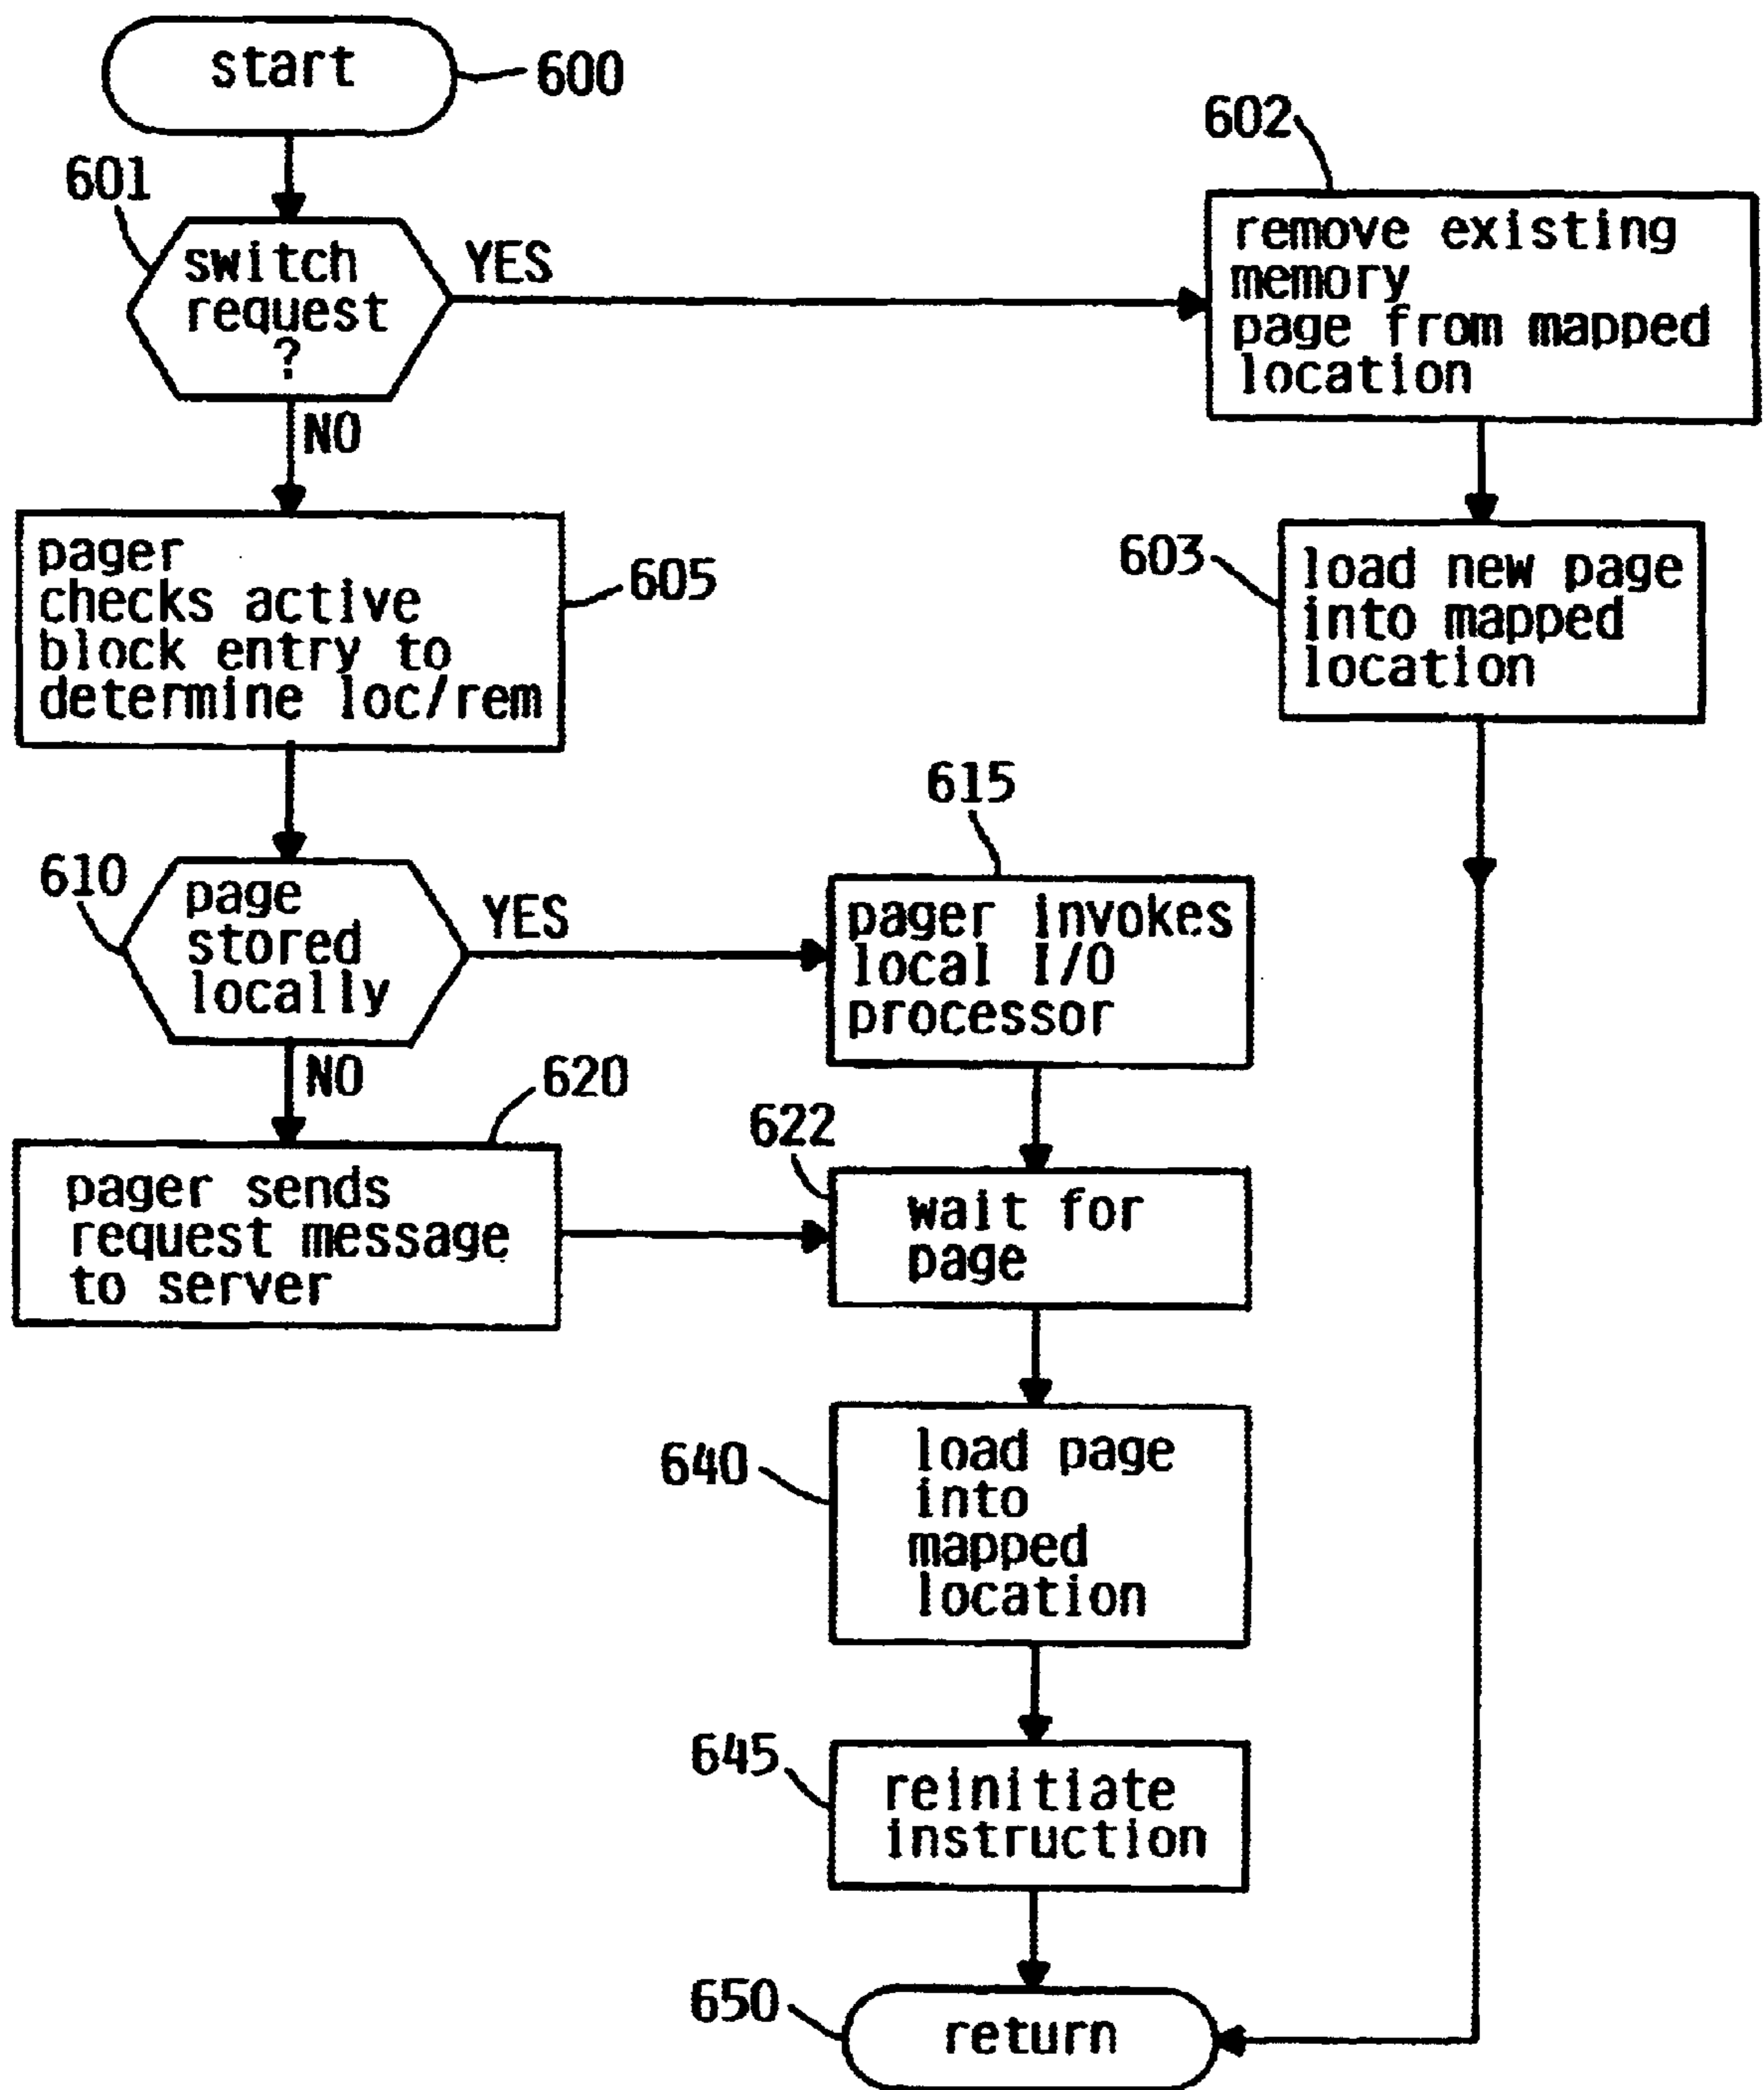 start
600
601
switch
request
?
YES
NO
602
remove existing
memory
page from mapped
location
603
load new page
into mapped
location
pager
checks active
block entry to
determine loc/rem
605
610
page
stored
locally
YES
NO
615
pager invokes
local I/O
processor
620
pager sends
request message
to server
622
wait for
page
640
load page
into
mapped
location
645
reinitiate
instruction
650
return